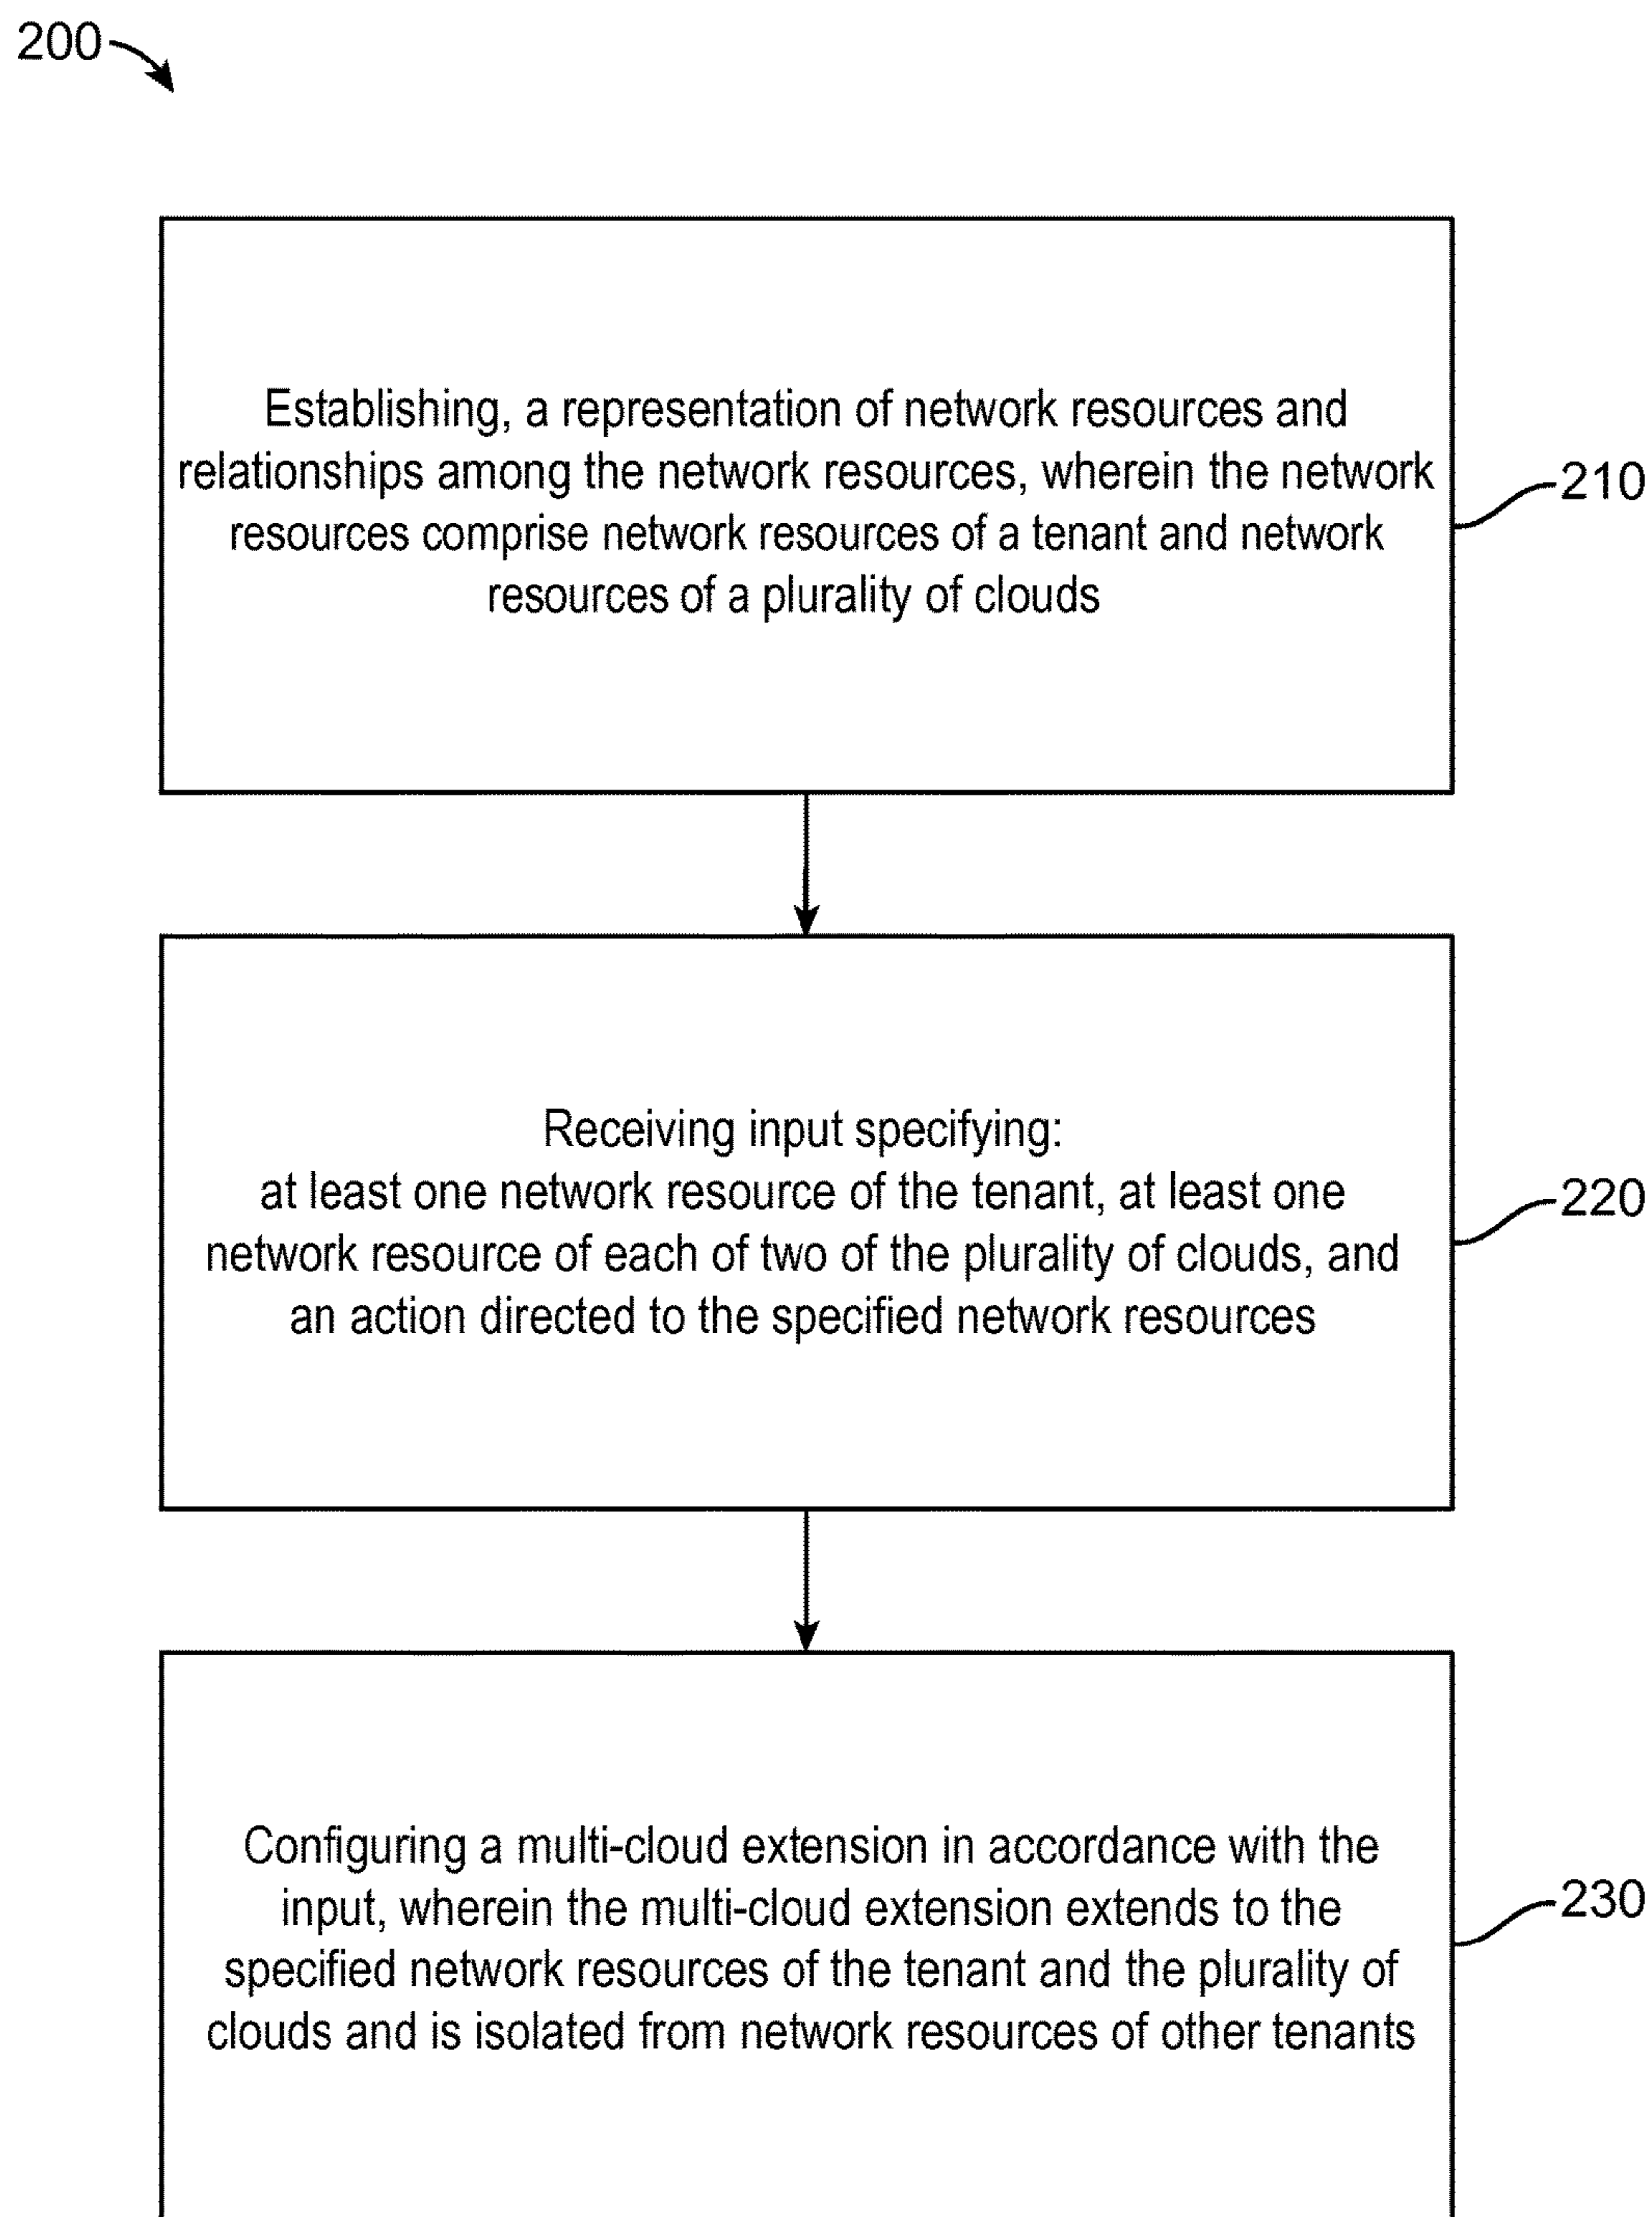 200
Establishing, a representation of network resources and
relationships among the network resources, wherein the network
resources comprise network resources of a tenant and network
resources of a plurality of clouds
210
Receiving input specifying:
at least one network resource of the tenant, at least one
network resource of each of two of the plurality of clouds, and
an action directed to the specified network resources
220
Configuring a multi-cloud extension in accordance with the
input, wherein the multi-cloud extension extends to the
specified network resources of the tenant and the plurality of
clouds and is isolated from network resources of other tenants
230